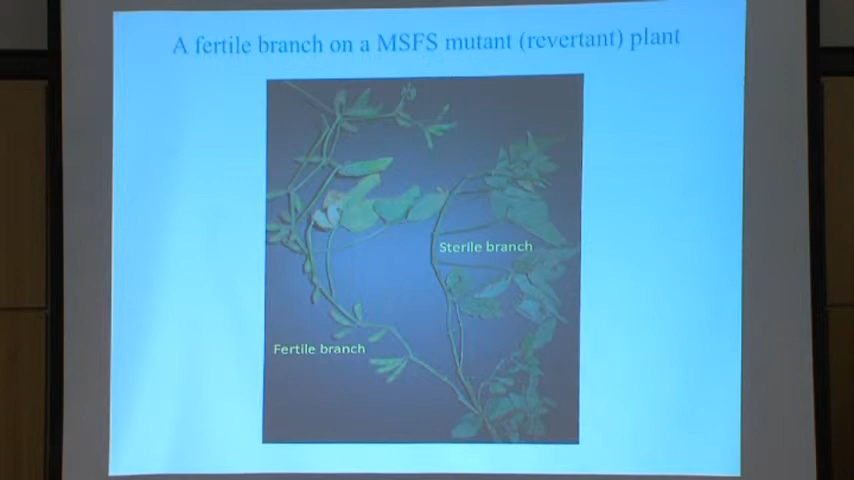 A fertile branch on a MSFS mutant (revertant) plant
Sterile branch
Fertile branch